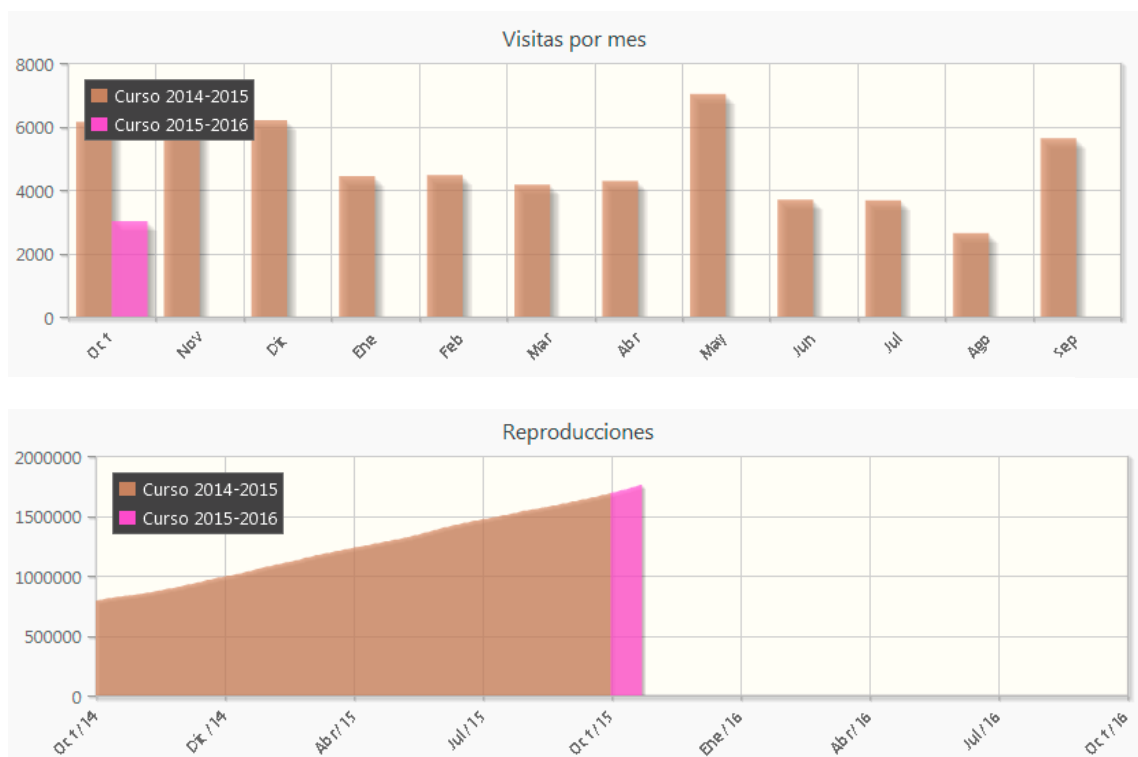 Visitas por mes
8000
6000
4000
2000
0
Curso 2014-2015
Curso 2015-2016
Oct Nov Dic Ene Feb Mar Abr May Jun Jul Ago Sep
Reproducciones
2000000
1500000
1000000
500000
0
Curso 2014-2015
Curso 2015-2016
Oct/14 Dic/14 Abr/15 Jul/15 Oct/15 Ene/16 Abr/16 Jul/16 Oct/16